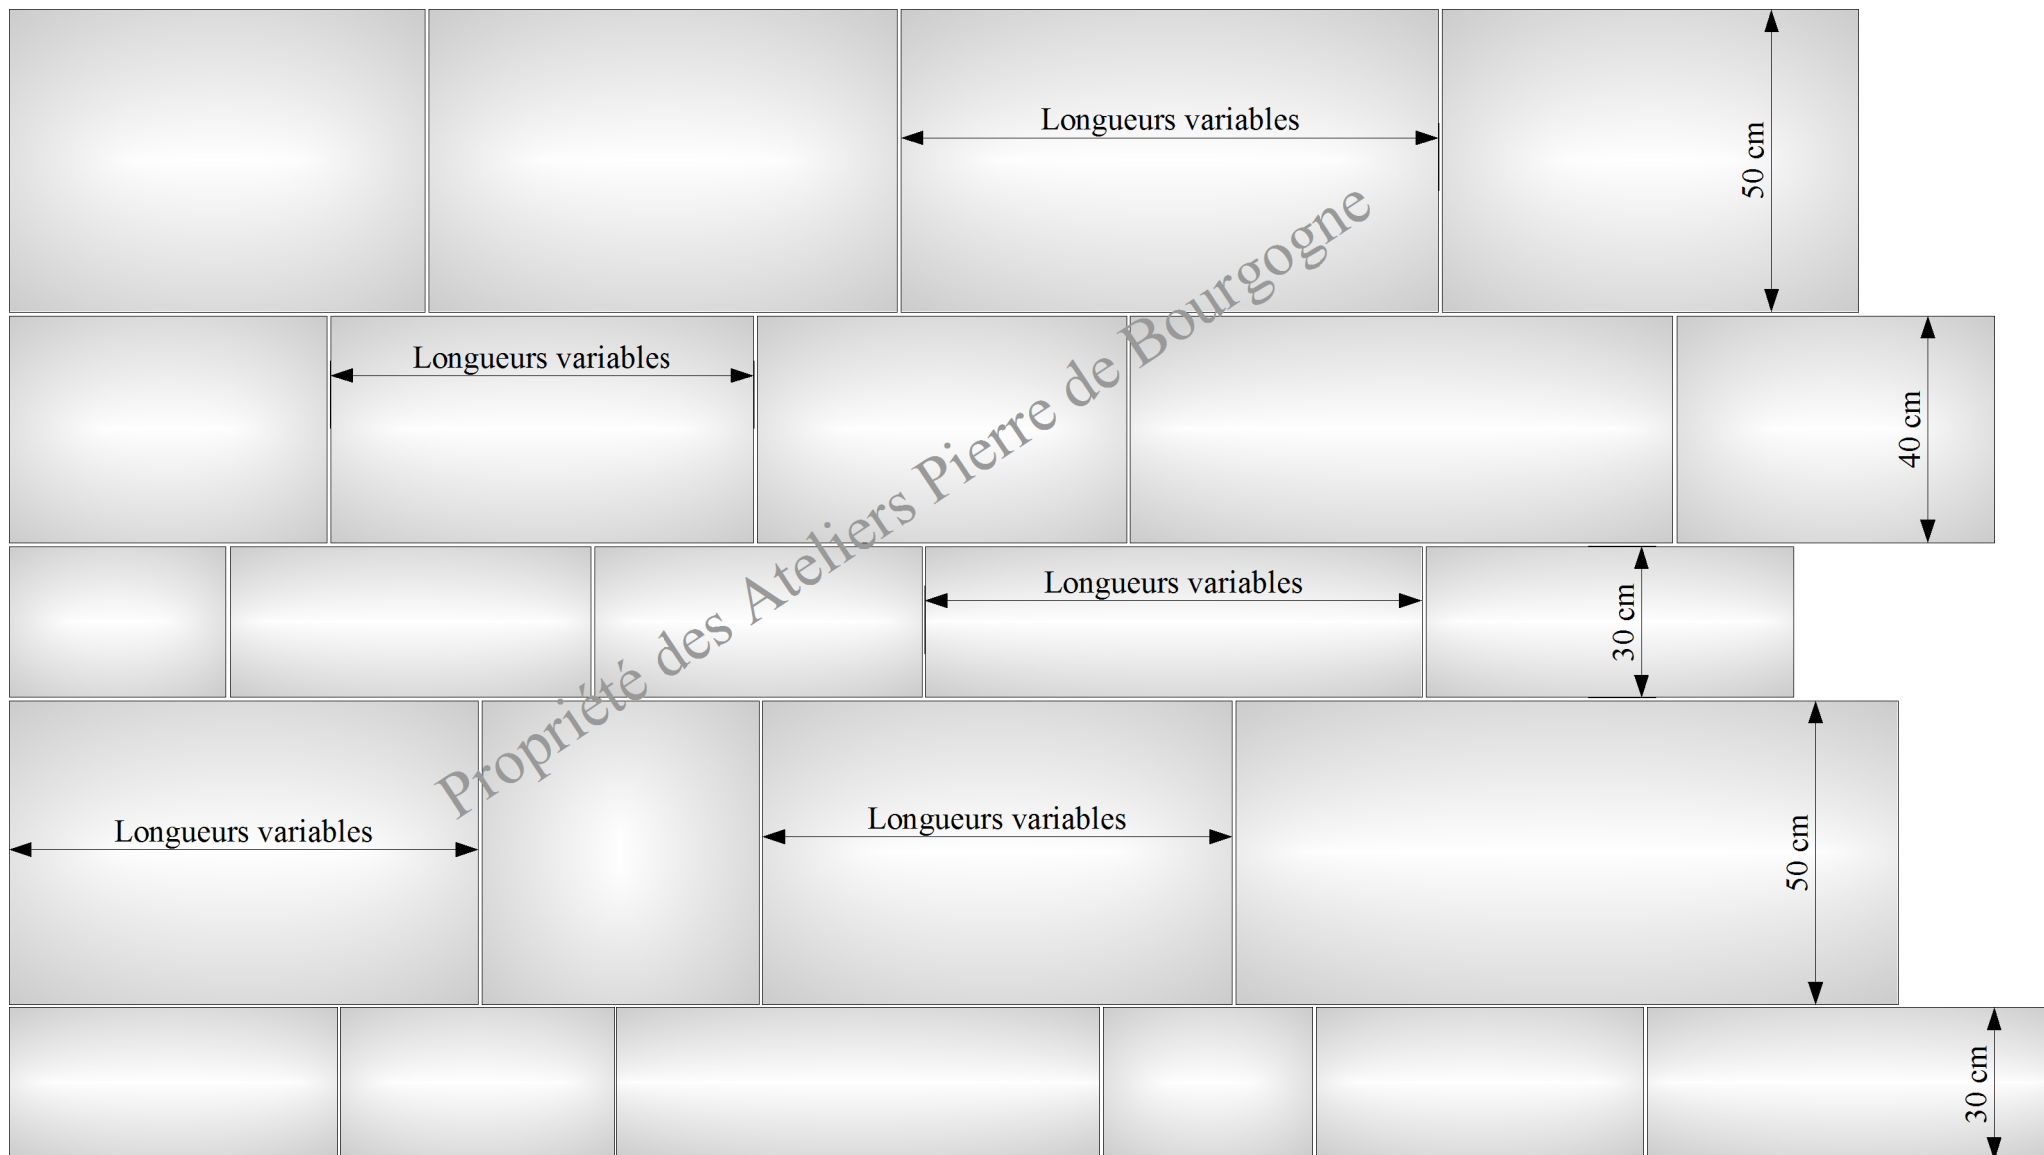 Longueurs variables
50 cm
Longueurs variables
40 cm
Longueurs variables
30 cm
Propriété des Ateliers Pierre de Bourgogne
Longueurs variables
Longueurs variables
50 cm
30 cm